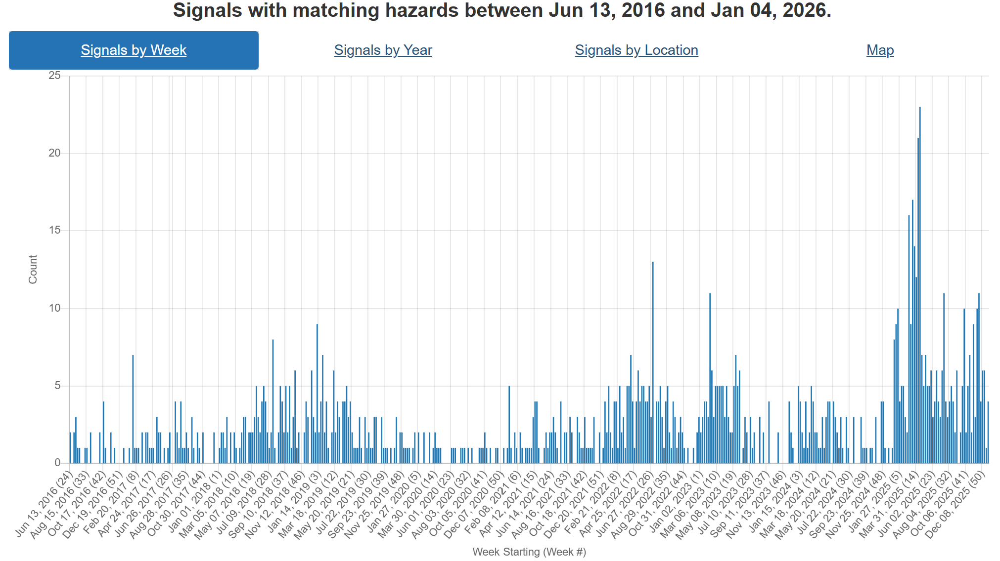 Signals with matching hazards between Jun 13, 2016 and Jan 04, 2026.
Signals by Week
Signals by Year
Signals by Location
Map
25
20
15
10
5
0
Count
Jun 13, 2016 (24)
Aug 15, 2016 (33)
Oct 17, 2016 (42)
Dec 19, 2016 (51)
Feb 20, 2017 (8)
Apr 24, 2017 (17)
Jun 26, 2017 (26)
Aug 28, 2017 (35)
Oct 30, 2017 (44)
Jan 01, 2018 (1)
Mar 05, 2018 (10)
May 07, 2018 (19)
Jul 09, 2018 (28)
Sep 10, 2018 (37)
Nov 12, 2018 (46)
Jan 14, 2019 (3)
Mar 18, 2019 (12)
May 20, 2019 (21)
Jul 22, 2019 (30)
Sep 23, 2019 (39)
Nov 25, 2019 (48)
Jan 27, 2020 (5)
Mar 30, 2020 (14)
Jun 01, 2020 (23)
Aug 03, 2020 (32)
Oct 05, 2020 (41)
Dec 07, 2020 (50)
Feb 08, 2021 (6)
Apr 12, 2021 (15)
Jun 14, 2021 (24)
Aug 16, 2021 (33)
Oct 18, 2021 (42)
Dec 20, 2021 (51)
Feb 21, 2022 (8)
Apr 25, 2022 (17)
Jun 27, 2022 (26)
Aug 29, 2022 (35)
Oct 31, 2022 (44)
Jan 02, 2023 (1)
Mar 06, 2023 (10)
May 08, 2023 (19)
Jul 10, 2023 (28)
Sep 11, 2023 (37)
Nov 13, 2023 (46)
Jan 15, 2024 (3)
Mar 18, 2024 (12)
May 20, 2024 (21)
Jul 22, 2024 (30)
Sep 23, 2024 (39)
Nov 25, 2024 (48)
Jan 27, 2025 (5)
Mar 31, 2025 (14)
Jun 02, 2025 (23)
Aug 04, 2025 (32)
Oct 06, 2025 (41)
Dec 08, 2025 (50)
Week Starting (Week #)